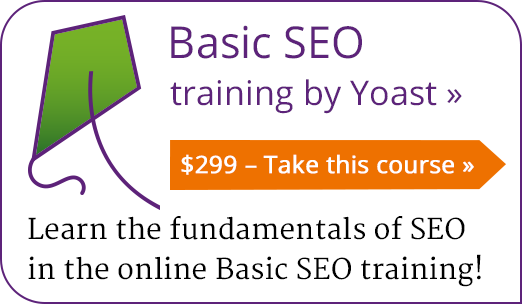 Basic SEO
training by Yoast »
$299 – Take this course »
Learn the fundamentals of SEO
in the online Basic SEO training!